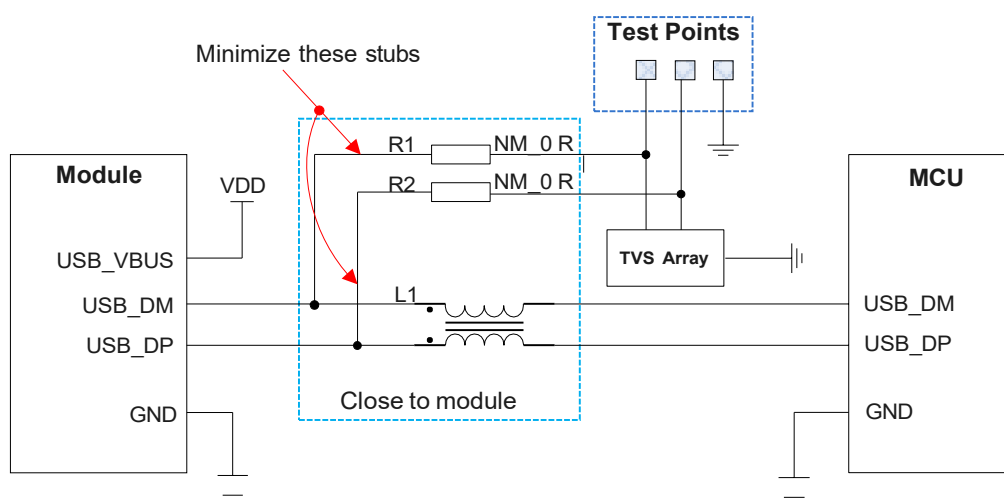 Test Points
Minimize these stubs
R1 NM_0 R
R2 NM_0 R
Module
MCU
VDD
TVS Array
USB_VBUS
L1
USB_DM
USB_DM
USB_DP
USB_DP
Close to module
GND
GND